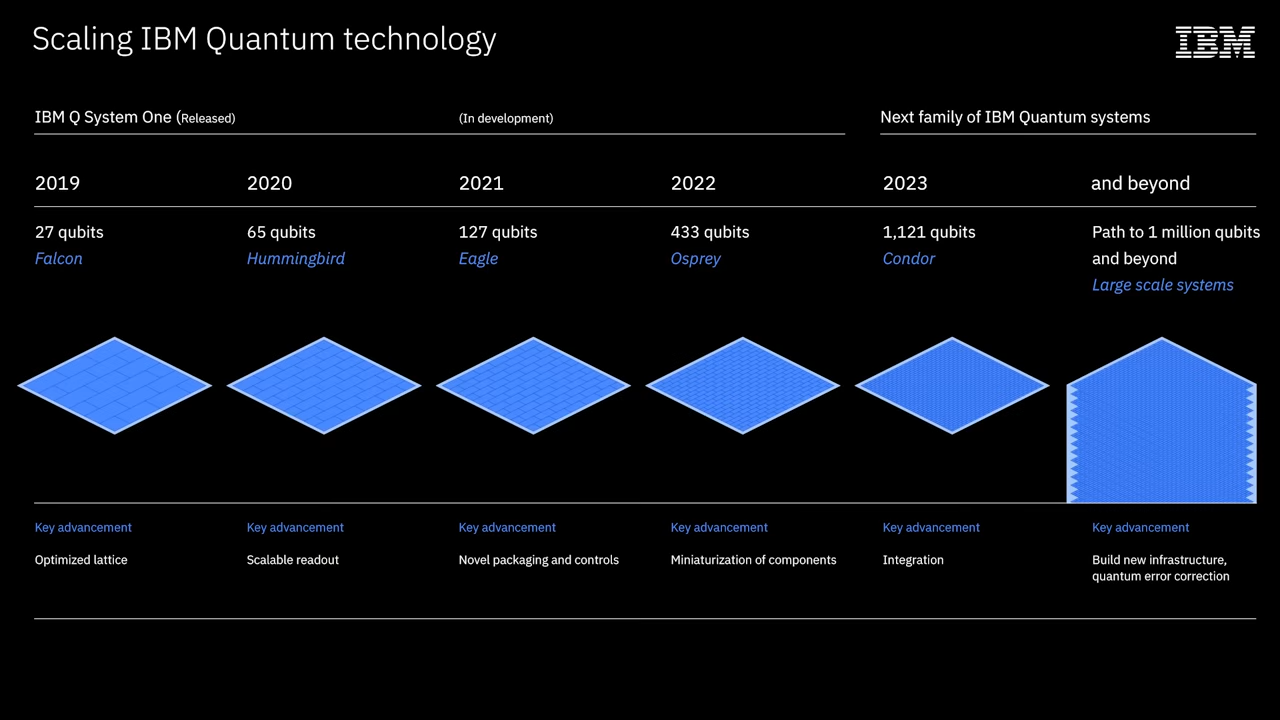 Scaling IBM Quantum technology
IBM
IBM Q System One (Released)
(In development)
Next family of IBM Quantum systems
2019
2020
2021
2022
2023
and beyond
27 qubits
Falcon
65 qubits
Hummingbird
127 qubits
Eagle
433 qubits
Osprey
1,121 qubits
Condor
Path to 1 million qubits
and beyond
Large scale systems
Key advancement
Optimized lattice
Key advancement
Scalable readout
Key advancement
Novel packaging and controls
Key advancement
Miniaturization of components
Key advancement
Integration
Key advancement
Build new infrastructure,
quantum error correction